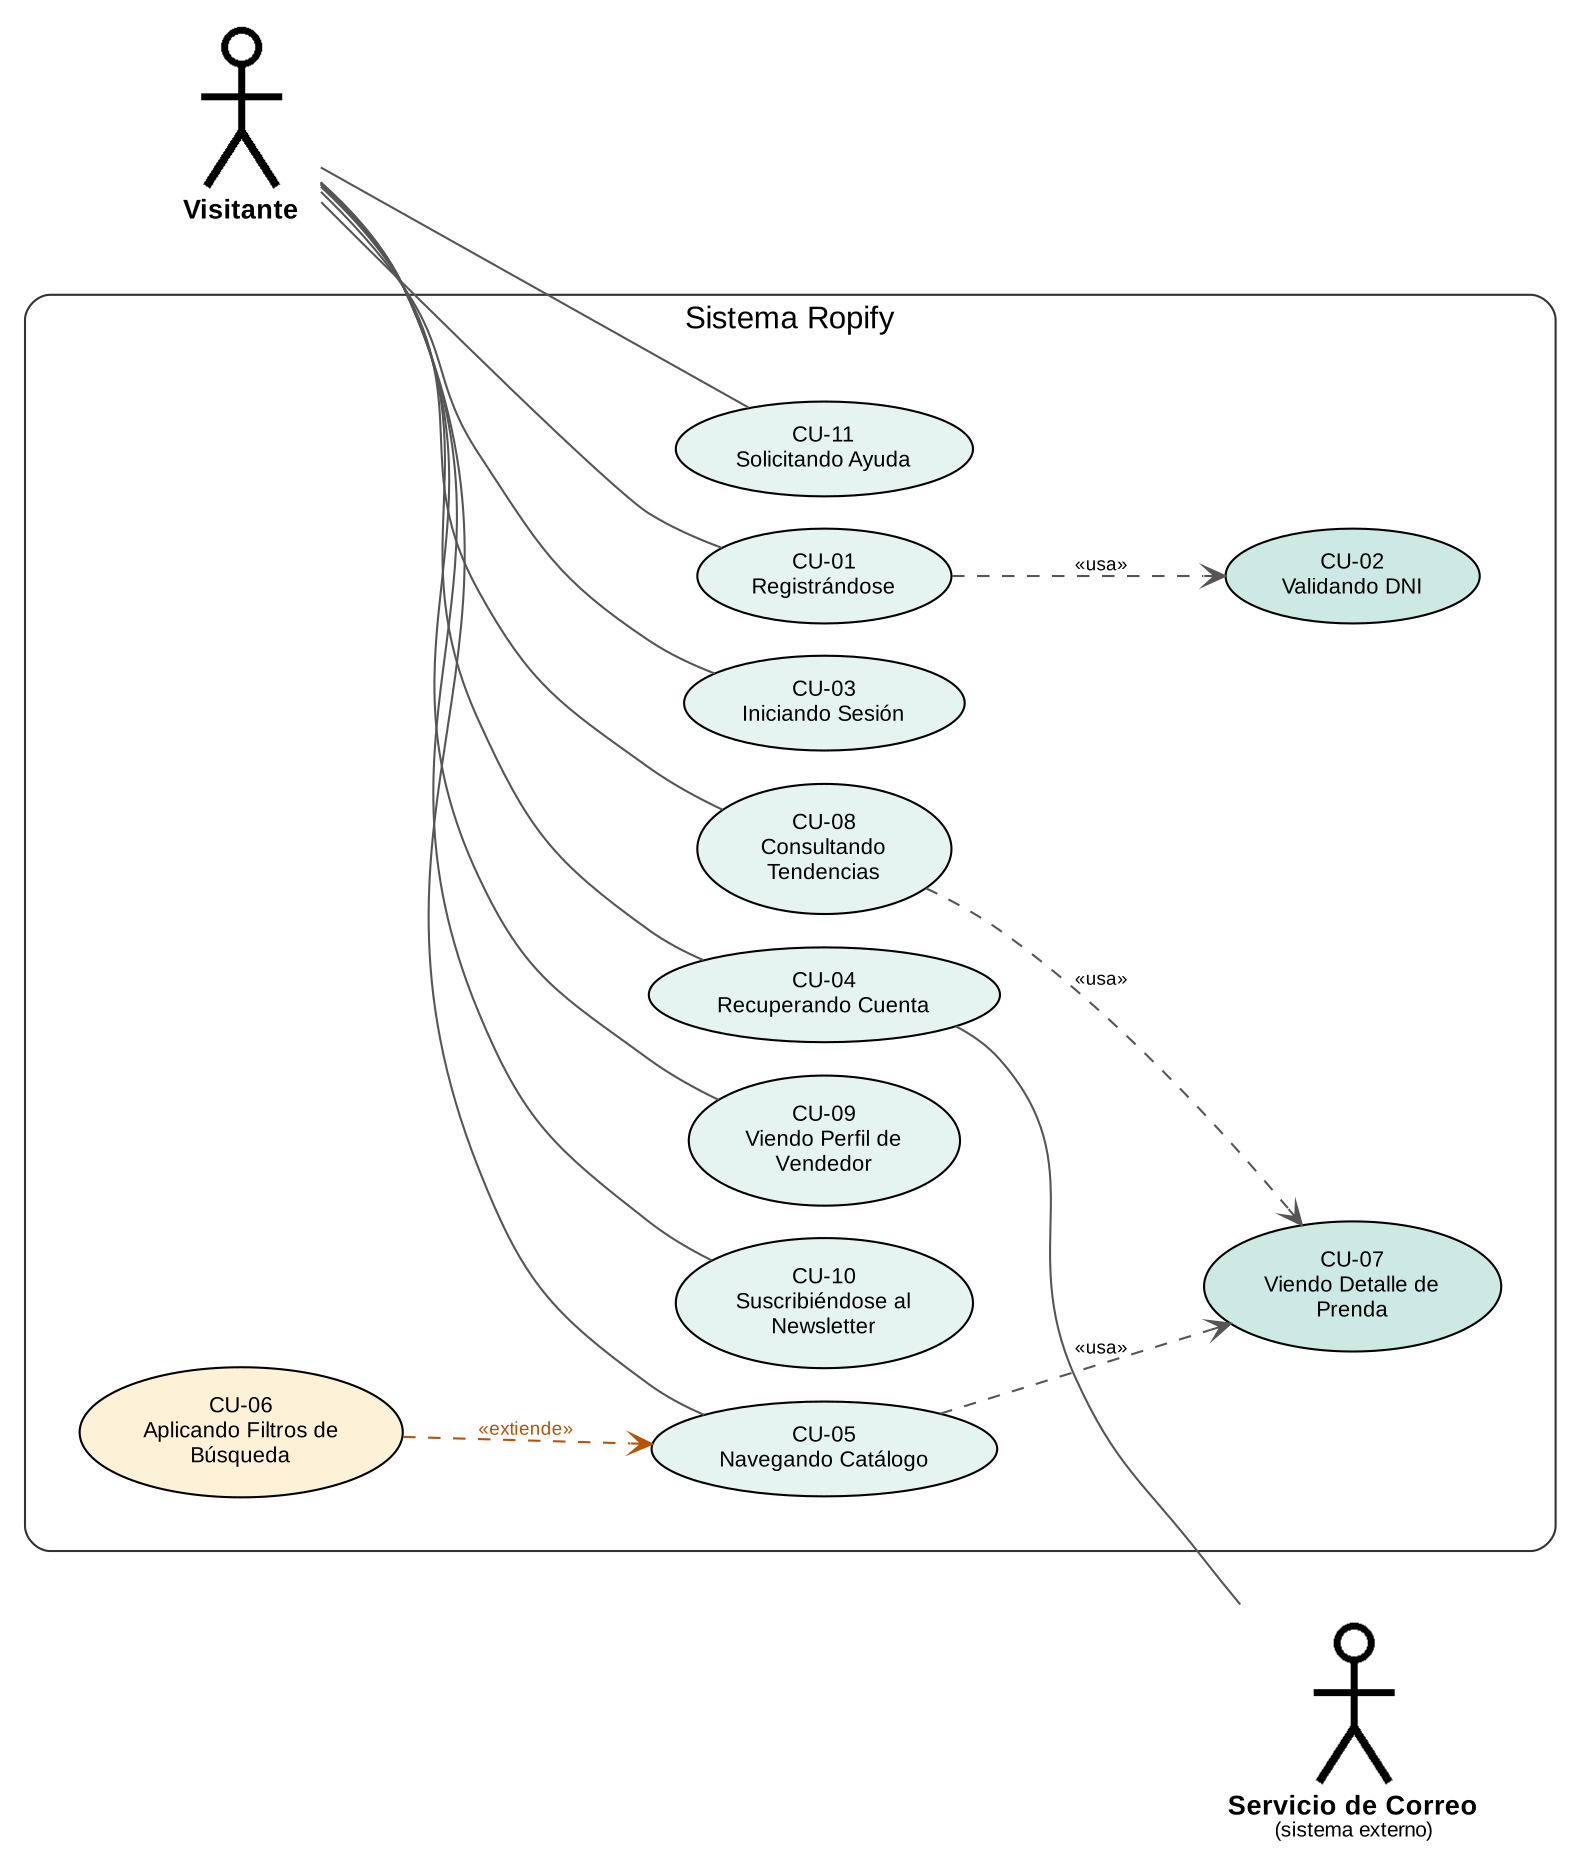 Visitante
Sistema Ropify
CU-11
Solicitando Ayuda
CU-01
Registrándose
«usa»
CU-02
Validando DNI
CU-03
Iniciando Sesión
CU-08
Consultando
Tendencias
«usa»
CU-04
Recuperando Cuenta
CU-09
Viendo Perfil de
Vendedor
CU-10
Suscribiéndose al
Newsletter
CU-07
Viendo Detalle de
Prenda
«usa»
CU-06
Aplicando Filtros de
Búsqueda
«extiende»
CU-05
Navegando Catálogo
Servicio de Correo
(sistema externo)